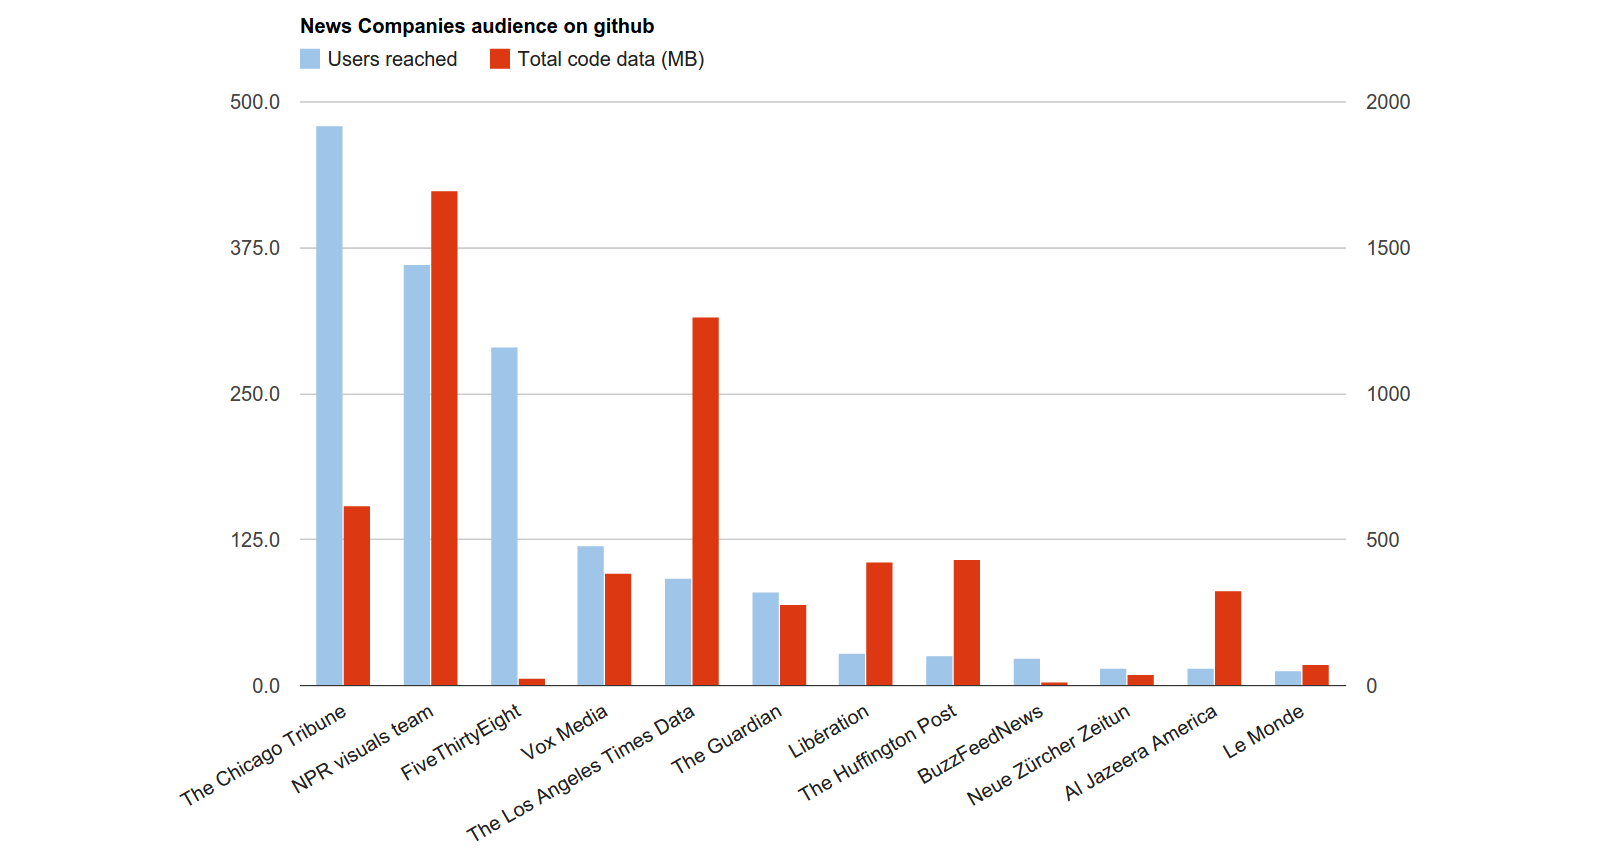 News Companies audience on github
Users reached Total code data (MB)
500.0 2000
375.0 1500
250.0 1000
125.0 500
0.0 0
The Chicago Tribune
NPR visuals team
FiveThirtyEight
Vox Media
The Los Angeles Times Data
The Guardian
Libération
The Huffington Post
BuzzFeedNews
Neue Zürcher Zeitun
Al Jazeera America
Le Monde